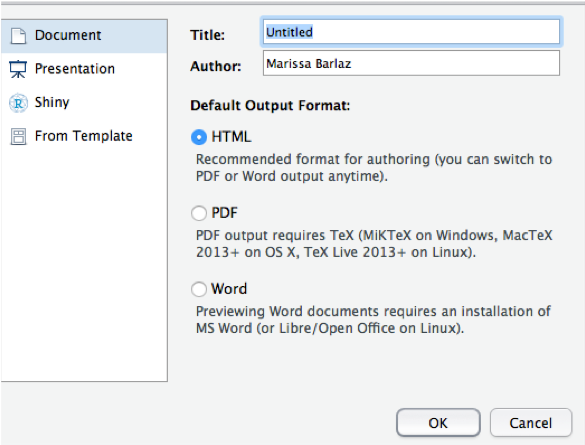 Document
Presentation
Shiny
From Template
Title: Untitled
Author: Marissa Barlaz
Default Output Format:
HTML
Recommended format for authoring (you can switch to
PDF or Word output anytime).
PDF
PDF output requires TeX (MiKTeX on Windows, MacTeX
2013+ on OS X, TeX Live 2013+ on Linux).
Word
Previewing Word documents requires an installation of
MS Word (or Libre/Open Office on Linux).
OK
Cancel